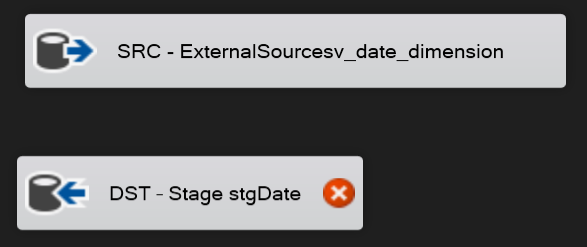 SRC - ExternalSourcesv_date_dimension
DST - Stage stgDate